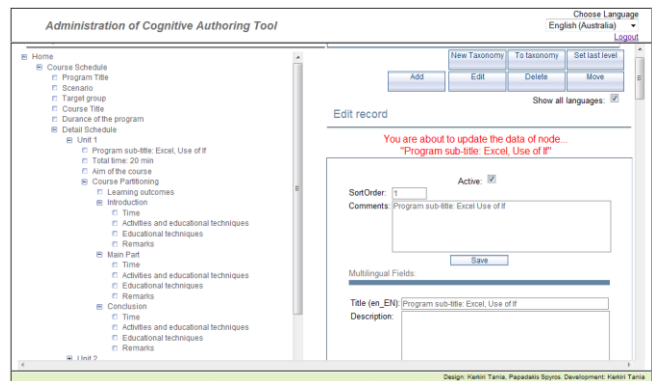 Administration of Cognitive Authoring Tool
Choose Language
English (Australia)
Logout
Home
Course Schedule
Program Title
Scenario
Target group
Course Title
Durance of the program
Detail Schedule
Unit 1
Program sub-title: Excel, Use of If
Total time: 20 min
Aim of the course
Course Partitioning
Learning outcomes
Introduction
Time
Activities and educational techniques
Educational techniques
Remarks
Main Part
Time
Activities and educational techniques
Educational techniques
Remarks
Conclusion
Time
Activities and educational techniques
Educational techniques
Remarks
Unit 2
New Taxonomy To taxonomy Set last level
Add Edit Delete Move
Show all languages:
Edit record
You are about to update the data of node...
"Program sub-title: Excel, Use of If"
Active:
SortOrder: 1
Comments: Program sub-title: Excel Use of If
Save
Multilingual Fields:
Title (en_EN): Program sub-title: Excel, Use of If
Description:
Design: Kerkiri Tania, Papadakis Spyros. Development: Kerkiri Tania